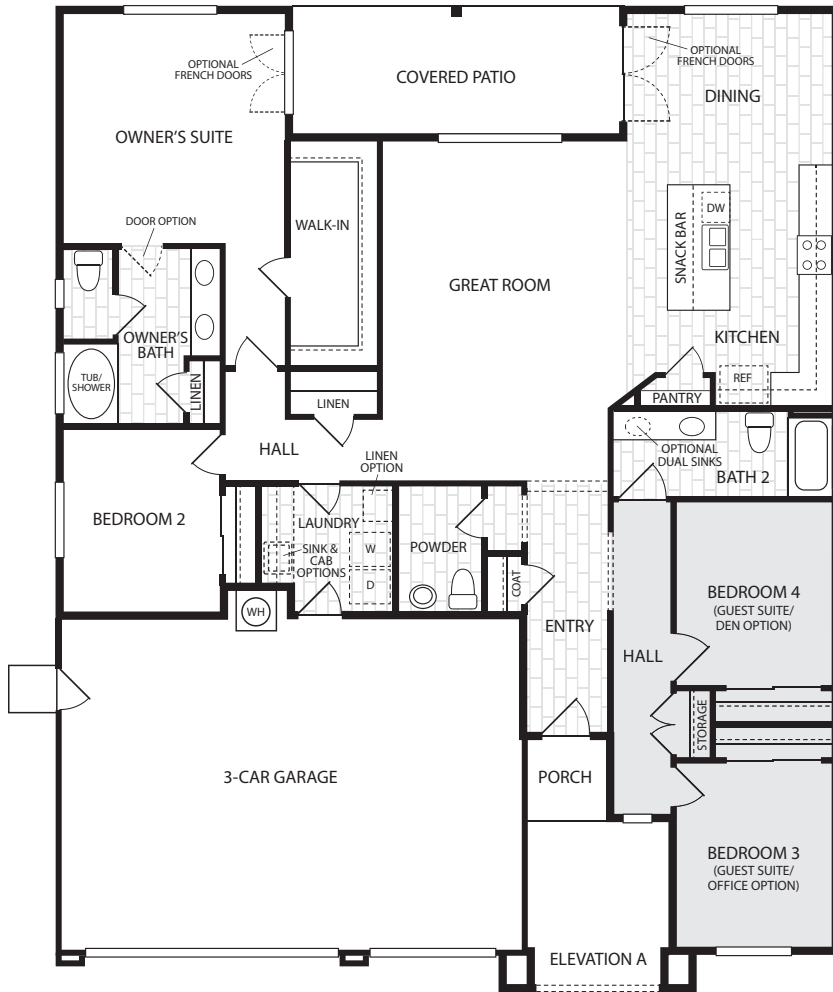 OPTIONAL
FRENCH DOORS
COVERED PATIO
OPTIONAL
FRENCH DOORS
DINING
OWNER'S SUITE
DOOR OPTION
WALK-IN
SNACK BAR
DW
GREAT ROOM
OWNER'S
BATH
KITCHEN
TUB/
SHOWER
LINEN
LINEN
PANTRY
REF
HALL
LINEN
OPTION
OPTIONAL
DUAL SINKS
BATH 2
BEDROOM 2
LAUNDRY
SINK &
CAB
OPTIONS
W
D
POWDER
COAT
WH
ENTRY
HALL
BEDROOM 4
(GUEST SUITE/
DEN OPTION)
STORAGE
3-CAR GARAGE
PORCH
BEDROOM 3
(GUEST SUITE/
OFFICE OPTION)
ELEVATION A